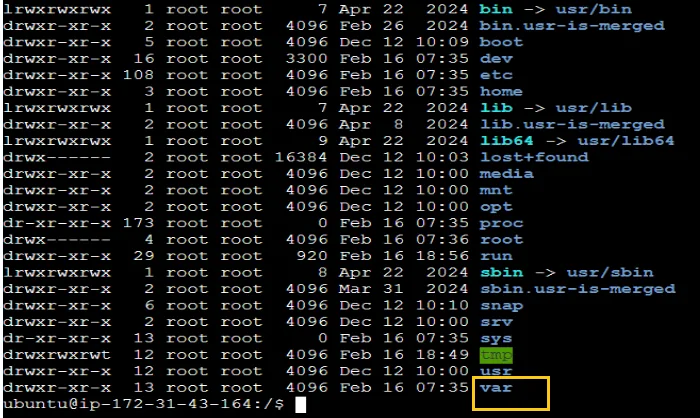 lrwxrwxrwx 1 root root 7 Apr 22 2024 bin -> usr/bin
drwxr-xr-x 2 root root 4096 Feb 26 2024 bin.usr-is-merged
drwxr-xr-x 5 root root 4096 Dec 12 10:09 boot
drwxr-xr-x 16 root root 3300 Feb 16 07:35 dev
drwxr-xr-x 108 root root 4096 Feb 16 07:35 etc
drwxr-xr-x 3 root root 4096 Feb 16 07:35 home
lrwxrwxrwx 1 root root 7 Apr 22 2024 lib -> usr/lib
drwxr-xr-x 2 root root 4096 Apr 8 2024 lib.usr-is-merged
lrwxrwxrwx 1 root root 9 Apr 22 2024 lib64 -> usr/lib64
drwx------ 2 root root 16384 Dec 12 10:03 lost+found
drwxr-xr-x 2 root root 4096 Dec 12 10:00 media
drwxr-xr-x 2 root root 4096 Dec 12 10:00 mnt
drwxr-xr-x 2 root root 4096 Dec 12 10:00 opt
dr-xr-xr-x 173 root root 0 Feb 16 07:35 proc
drwx------ 4 root root 4096 Feb 16 07:36 root
drwxr-xr-x 29 root root 920 Feb 16 18:56 run
lrwxrwxrwx 1 root root 8 Apr 22 2024 sbin -> usr/sbin
drwxr-xr-x 2 root root 4096 Mar 31 2024 sbin.usr-is-merged
drwxr-xr-x 6 root root 4096 Dec 12 10:10 snap
drwxr-xr-x 2 root root 4096 Dec 12 10:00 srv
dr-xr-xr-x 13 root root 0 Feb 16 07:35 sys
drwxrwxrwt 12 root root 4096 Feb 16 18:49 tmp
drwxr-xr-x 12 root root 4096 Dec 12 10:00 usr
drwxr-xr-x 13 root root 4096 Feb 16 07:35 var
ubuntu@ip-172-31-43-164:/$